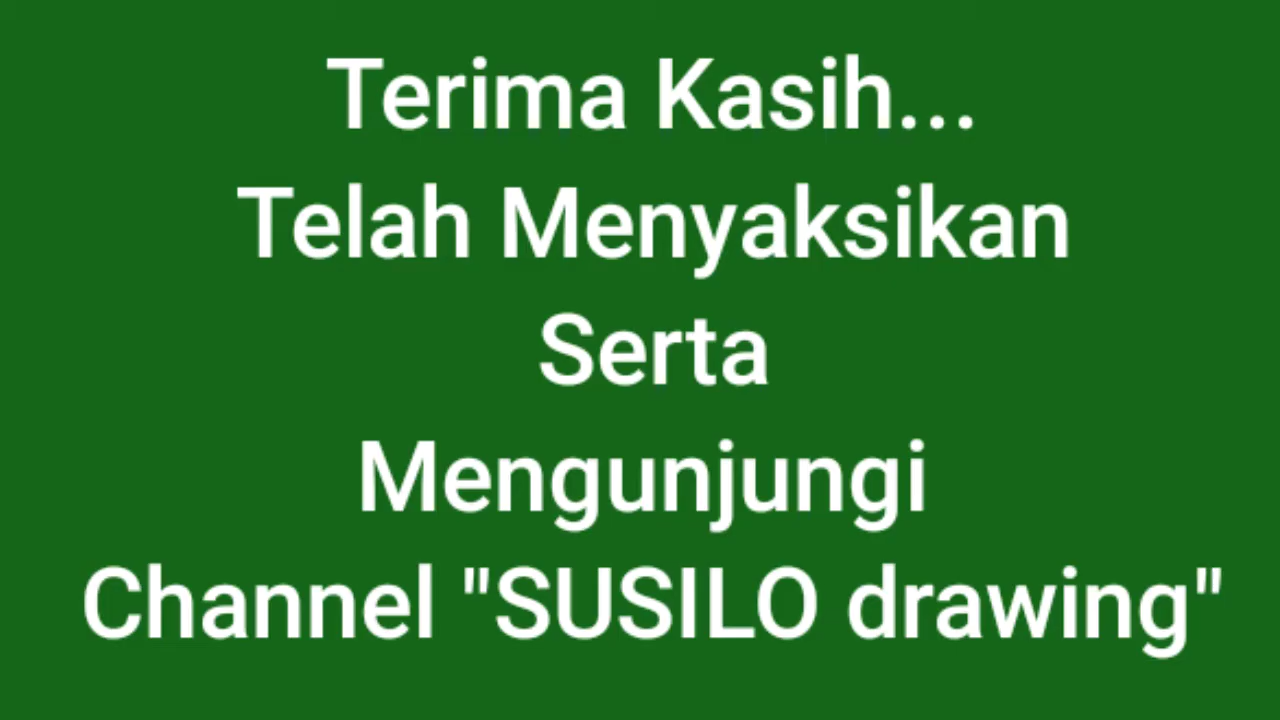 Terima Kasih...
Telah Menyaksikan
Serta
Mengunjungi
Channel "SUSILO drawing"